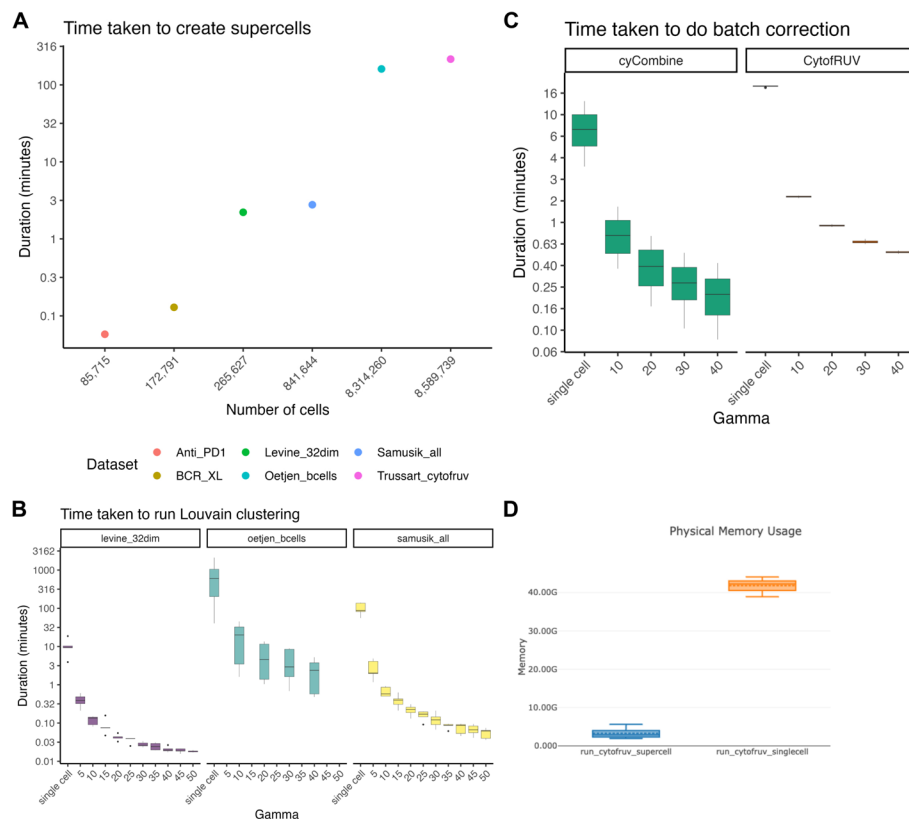 A
Time taken to create supercells
316
100
32
10
3
1
0.3
0.1
Duration (minutes)
85,715
172,791
265,627
841,644
8,314,260
8,589,739
Number of cells
Dataset
Anti_PD1
Levine_32dim
Samusik_all
BCR_XL
Oetjen_bcells
Trussart_cytofruv
C
Time taken to do batch correction
cyCombine
CytofRUV
16
10
6
4
3
2
1
0.63
0.40
0.25
0.16
0.10
0.06
Duration (minutes)
single cell
10
20
30
40
single cell
10
20
30
40
Gamma
B
Time taken to run Louvain clustering
levine_32dim
oetjen_bcells
samusik_all
3162
1000
316
100
32
10
3
1
0.32
0.10
0.03
0.01
Duration (minutes)
single cell
5
10
15
20
25
30
35
40
45
50
single cell
5
10
15
20
25
30
35
40
45
50
single cell
5
10
15
20
25
30
35
40
45
50
Gamma
D
Physical Memory Usage
40.00G
30.00G
20.00G
10.00G
0.000
Memory
run_cytofruv_supercell
run_cytofruv_singlecell